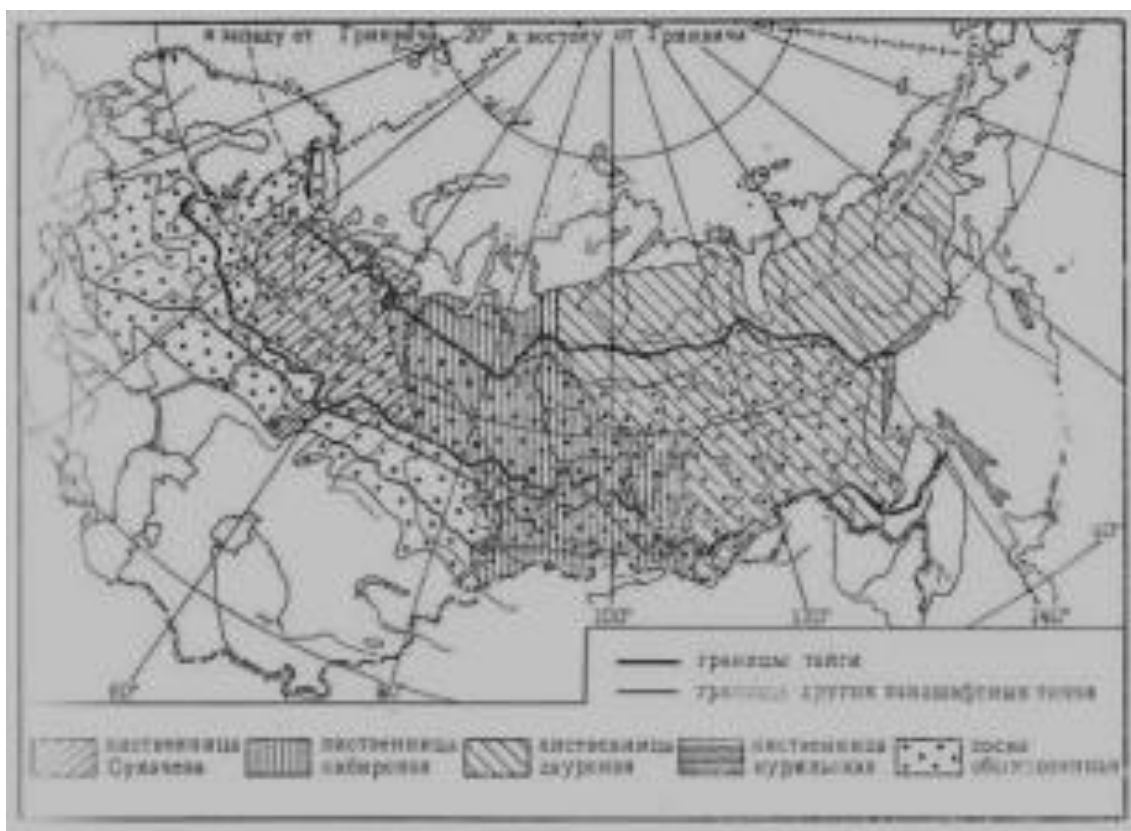 к западу от Гринвича 20° к востоку от Гринвича
60° 80° 100° 120° 140°
границы тайги
границы других ландшафтных типов
лиственница Сукачева
лиственница сибирская
лиственница даурская
лиственница курильская
сосна обыкновенная